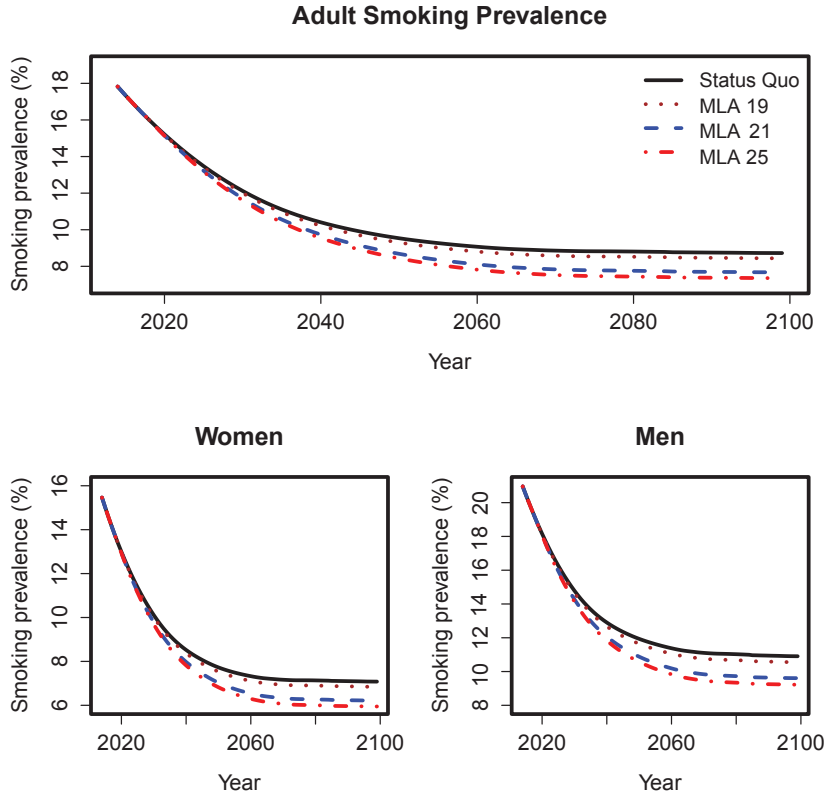 Adult Smoking Prevalence
Smoking prevalence (%)
18
16
14
12
10
8
Status Quo
MLA 19
MLA 21
MLA 25
2020 2040 2060 2080 2100
Year
Women
Smoking prevalence (%)
16
14
12
10
8
6
2020 2060 2100
Year
Men
Smoking prevalence (%)
20
18
16
14
12
10
8
2020 2060 2100
Year